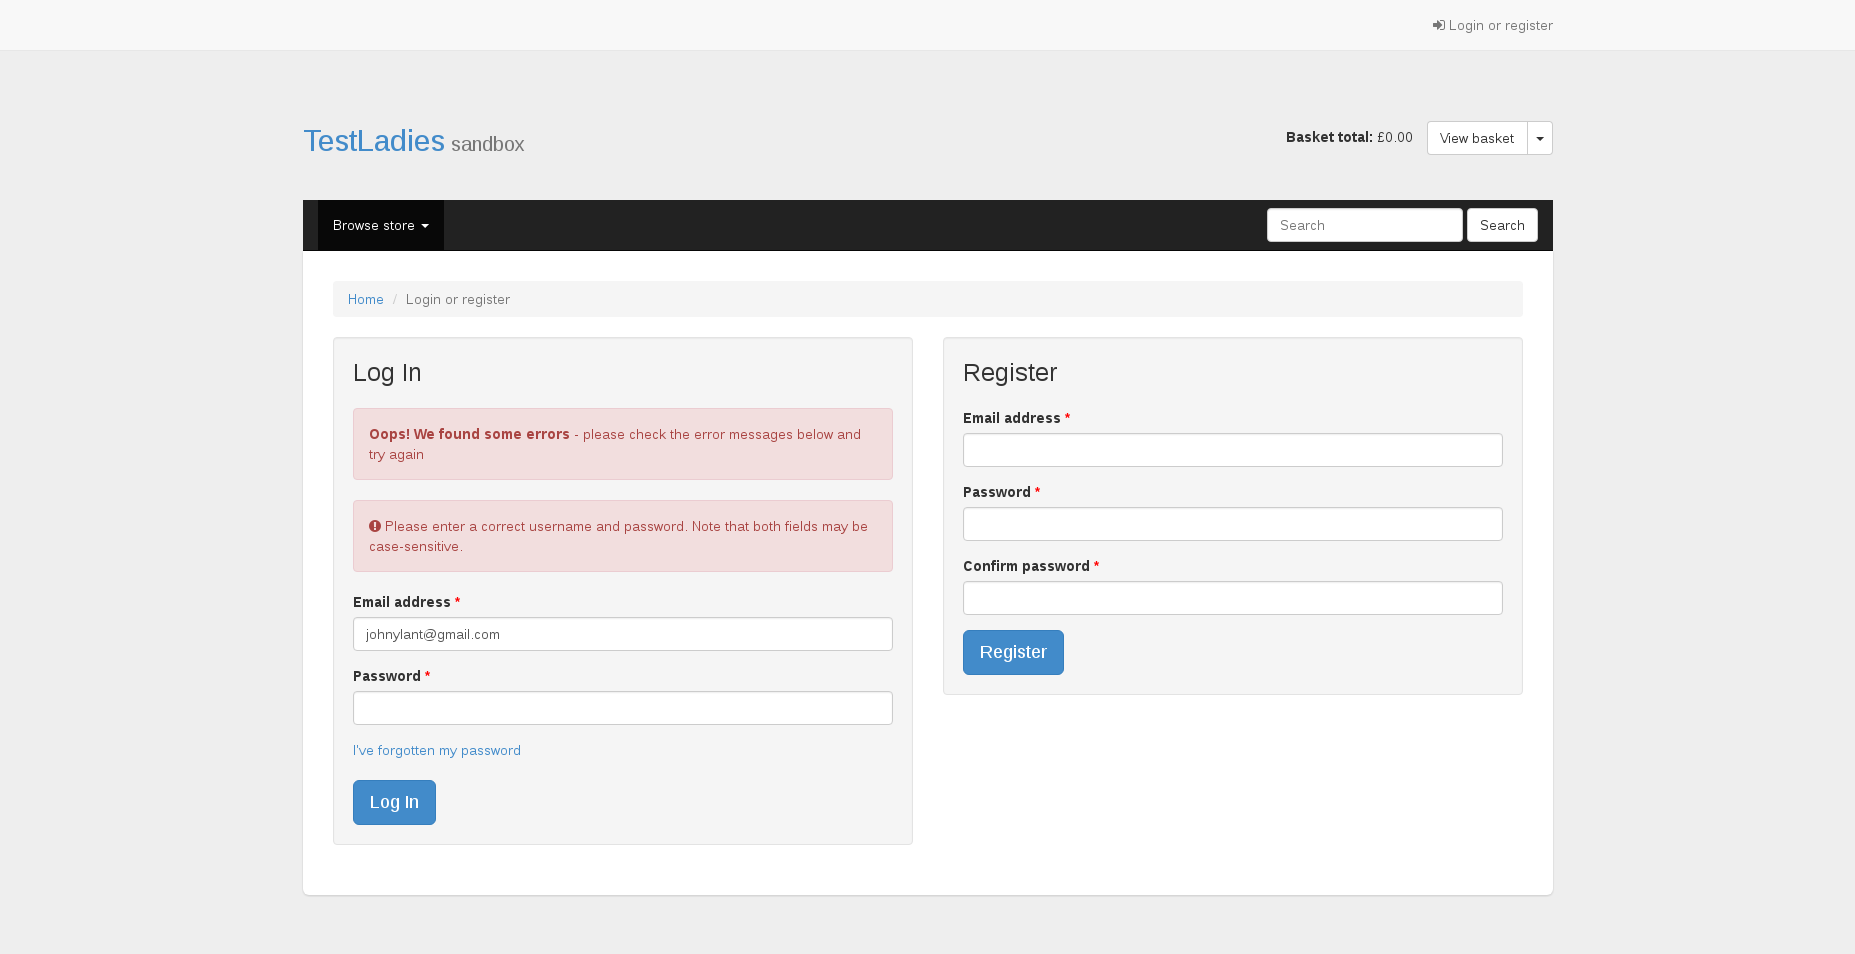 Login or register
TestLadies sandbox
Basket total: £0.00
View basket
Browse store
Search
Search
Home / Login or register
Log In
Oops! We found some errors - please check the error messages below and
try again
Please enter a correct username and password. Note that both fields may be
case-sensitive.
Email address *
johnylant@gmail.com
Password *
I've forgotten my password
Log In
Register
Email address *
Password *
Confirm password *
Register